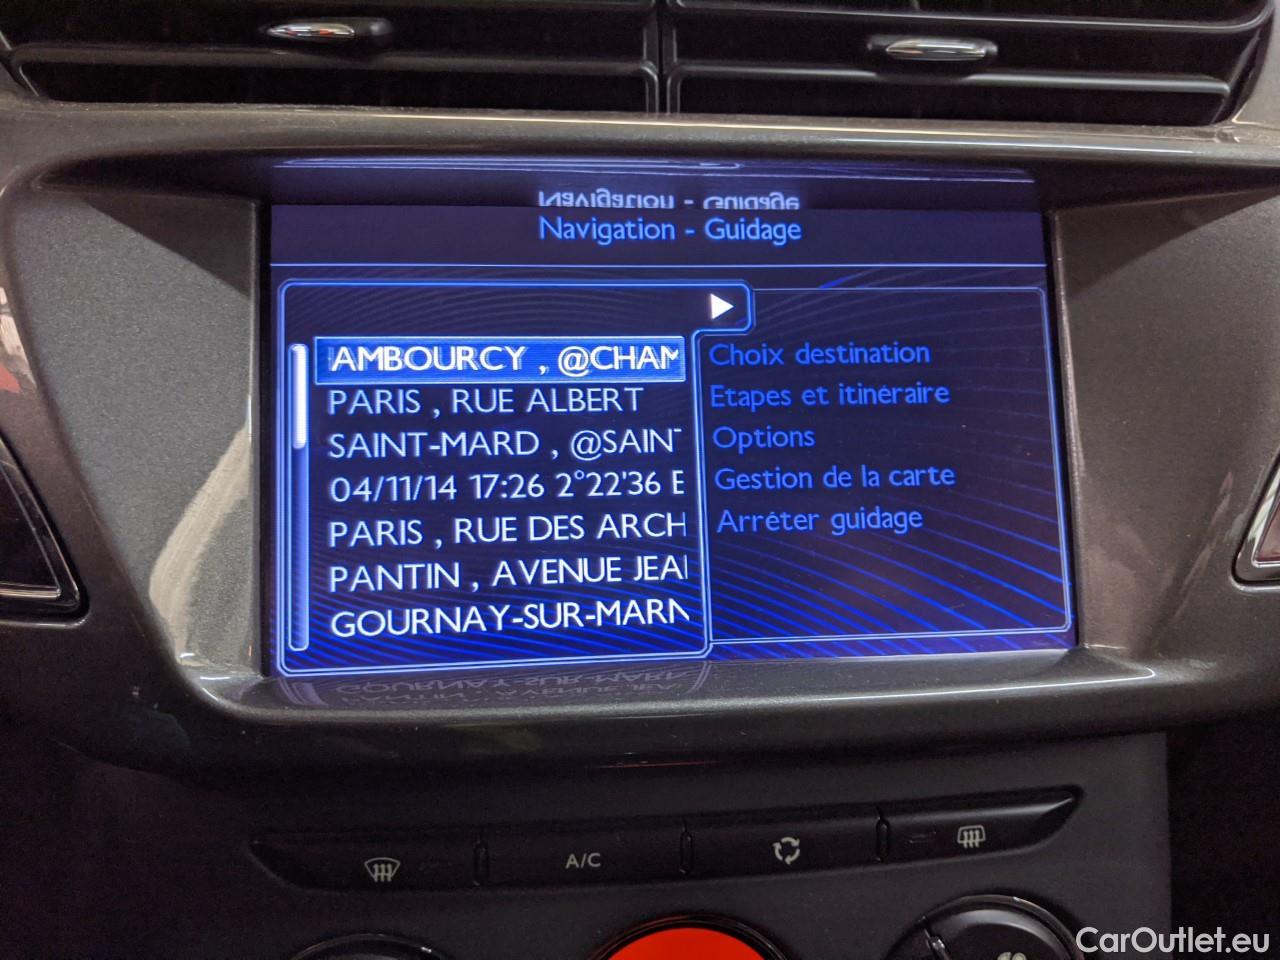 Navigation - Guidage
AMBOURCY , @CHAM
PARIS , RUE ALBERT
SAINT-MARD , @SAINT
04/11/14 17:26 2°22'36 E
PARIS , RUE DES ARCH
PANTIN , AVENUE JEA
GOURNAY-SUR-MARN
Choix destination
Etapes et itinéraire
Options
Gestion de la carte
Arrêter guidage
A/C
CarOutlet.eu